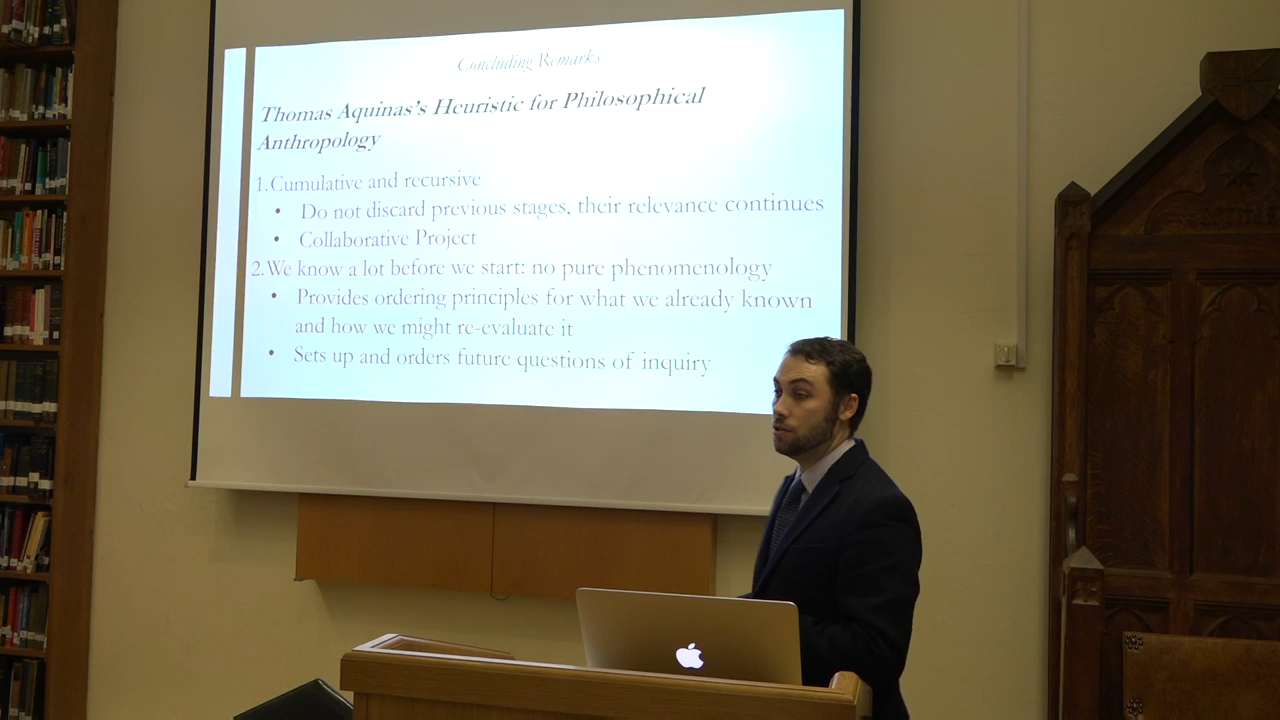 Concluding Remarks
Thomas Aquinas's Heuristic for Philosophical
Anthropology
1. Cumulative and recursive
• Do not discard previous stages, their relevance continues
• Collaborative Project
2. We know a lot before we start: no pure phenomenology
• Provides ordering principles for what we already known
and how we might re-evaluate it
• Sets up and orders future questions of inquiry